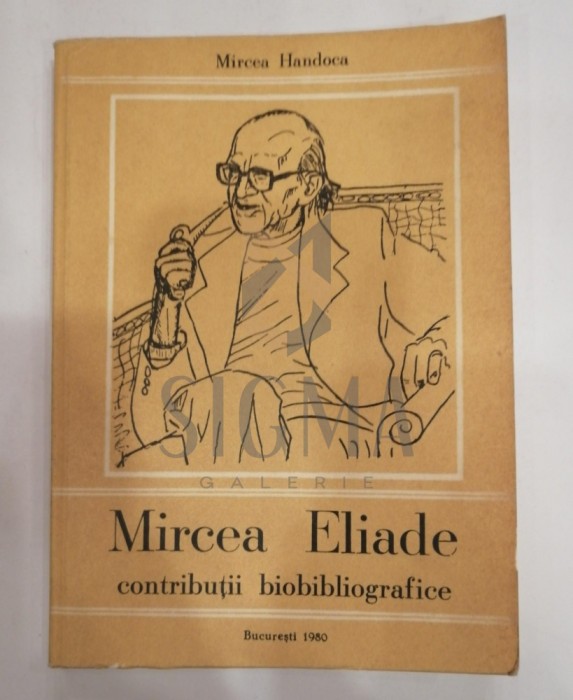 Mircea Handoca
SIGMA
GALERIE
Mircea Eliade
contribuții biobibliografice
București 1980